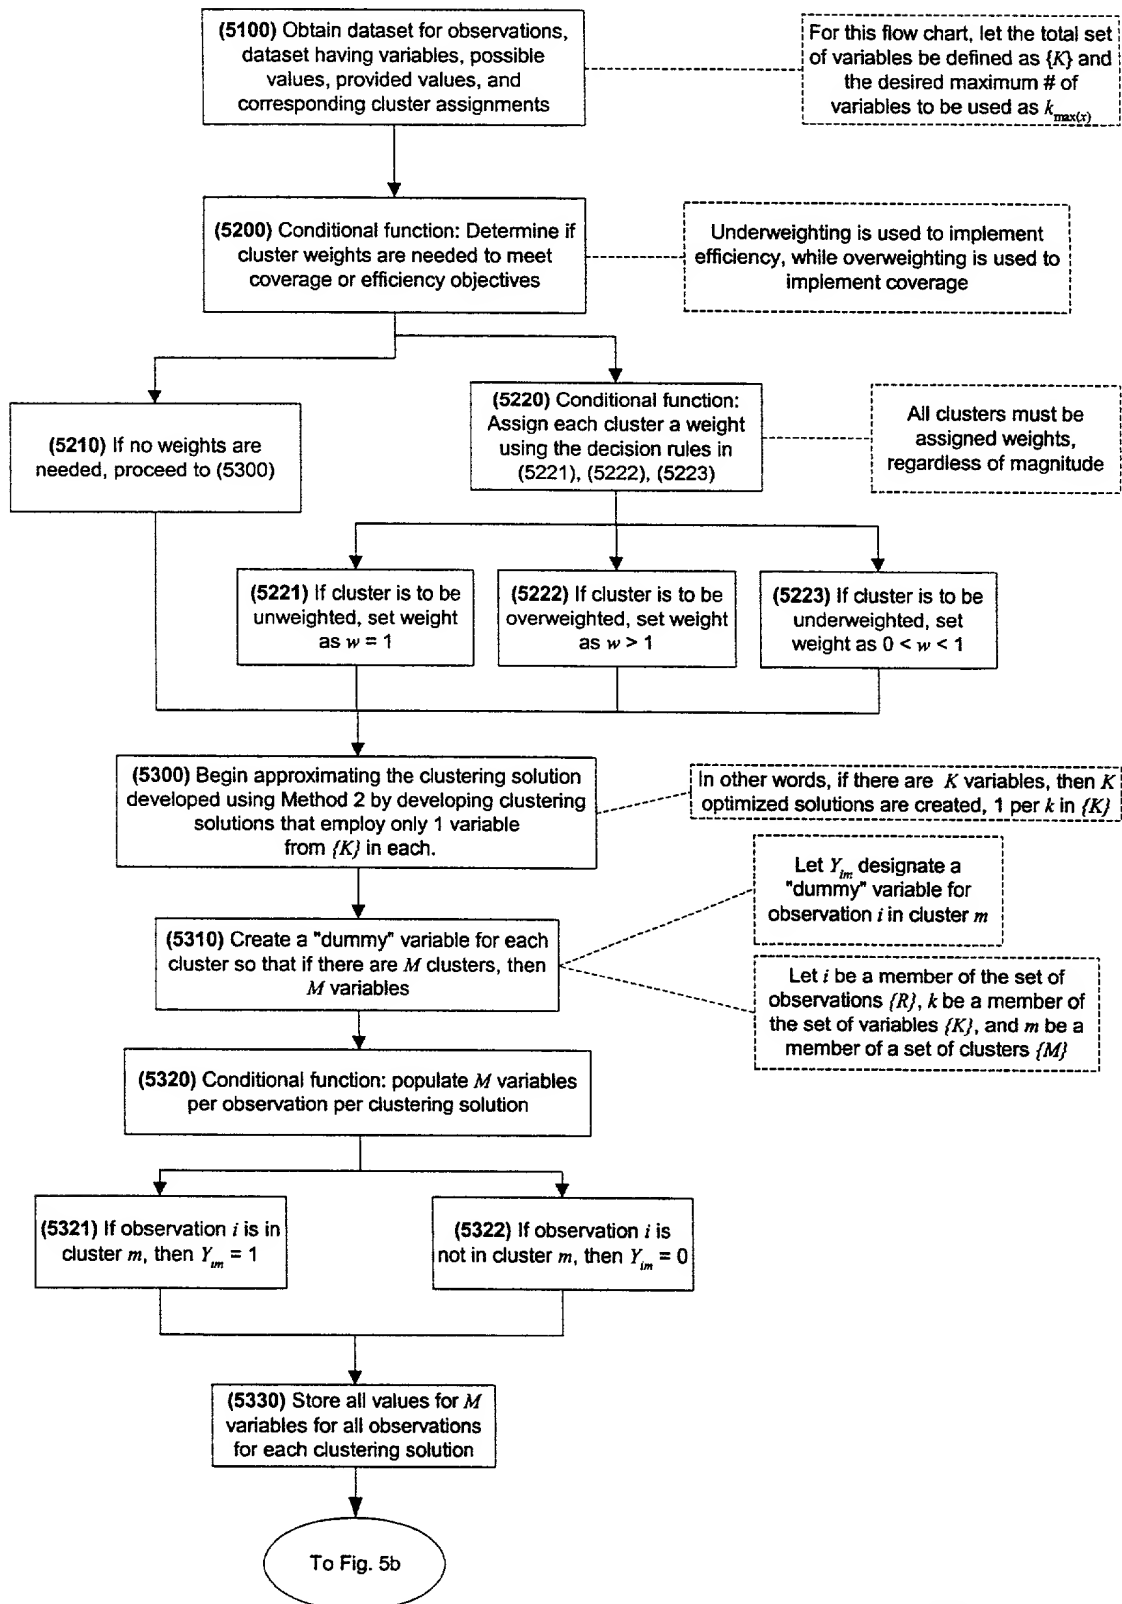 (5100) Obtain dataset for observations,
dataset having variables, possible
values, provided values, and
corresponding cluster assignments
For this flow chart, let the total set
of variables be defined as {K} and
the desired maximum # of
variables to be used as k_max(x)
(5200) Conditional function: Determine if
cluster weights are needed to meet
coverage or efficiency objectives
Underweighting is used to implement
efficiency, while overweighting is used to
implement coverage
(5210) If no weights are
needed, proceed to (5300)
(5220) Conditional function:
Assign each cluster a weight
using the decision rules in
(5221), (5222), (5223)
All clusters must be
assigned weights,
regardless of magnitude
(5221) If cluster is to be
unweighted, set weight
as w = 1
(5222) If cluster is to be
overweighted, set weight
as w > 1
(5223) If cluster is to be
underweighted, set
weight as 0 < w < 1
(5300) Begin approximating the clustering solution
developed using Method 2 by developing clustering
solutions that employ only 1 variable
from {K} in each.
In other words, if there are K variables, then K
optimized solutions are created, 1 per k in {K}
Let Y_im designate a
"dummy" variable for
observation i in cluster m
(5310) Create a "dummy" variable for each
cluster so that if there are M clusters, then
M variables
Let i be a member of the set of
observations {R}, k be a member of
the set of variables {K}, and m be a
member of a set of clusters {M}
(5320) Conditional function: populate M variables
per observation per clustering solution
(5321) If observation i is in
cluster m, then Y_im = 1
(5322) If observation i is
not in cluster m, then Y_im = 0
(5330) Store all values for M
variables for all observations
for each clustering solution
To Fig. 5b